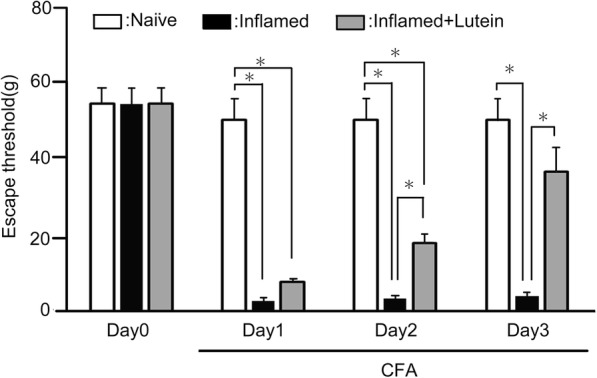 80
:Naïve :Inflamed :Inflamed+Lutein
Escape threshold(g)
60
40
20
0
* *
* * *
* *
Day0 Day1 Day2 Day3
CFA